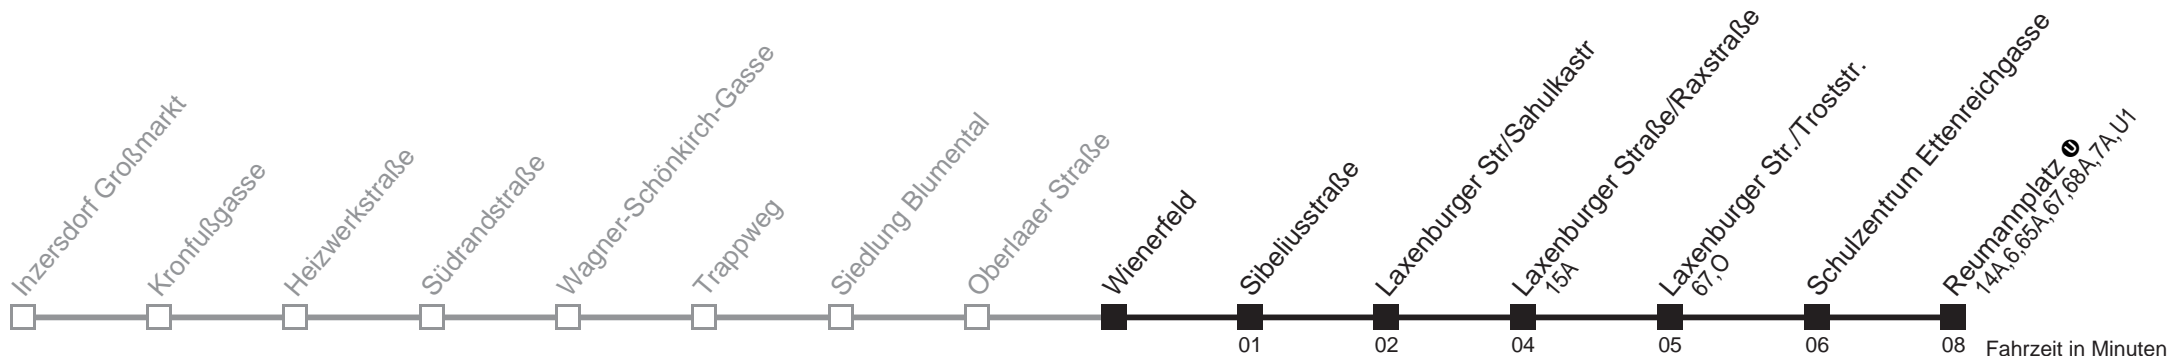 Inzersdorf Großmarkt
Kronfußgasse
Heizwerkstraße
Südrandstraße
Wagner-Schönkirch-Gasse
Trappweg
Siedlung Blumental
Oberlaaer Straße
Wienerfeld
Sibeliusstraße
Laxenburger Str/Sahulkastr
Laxenburger Straße/Raxstraße
15A
Laxenburger Str./Troststr.
67,O
Schulzentrum Ettenreichgasse
Reumannplatz U
14A,6,65A,67,68A,7A,U1
01 02 04 05 06 08 Fahrzeit in Minuten